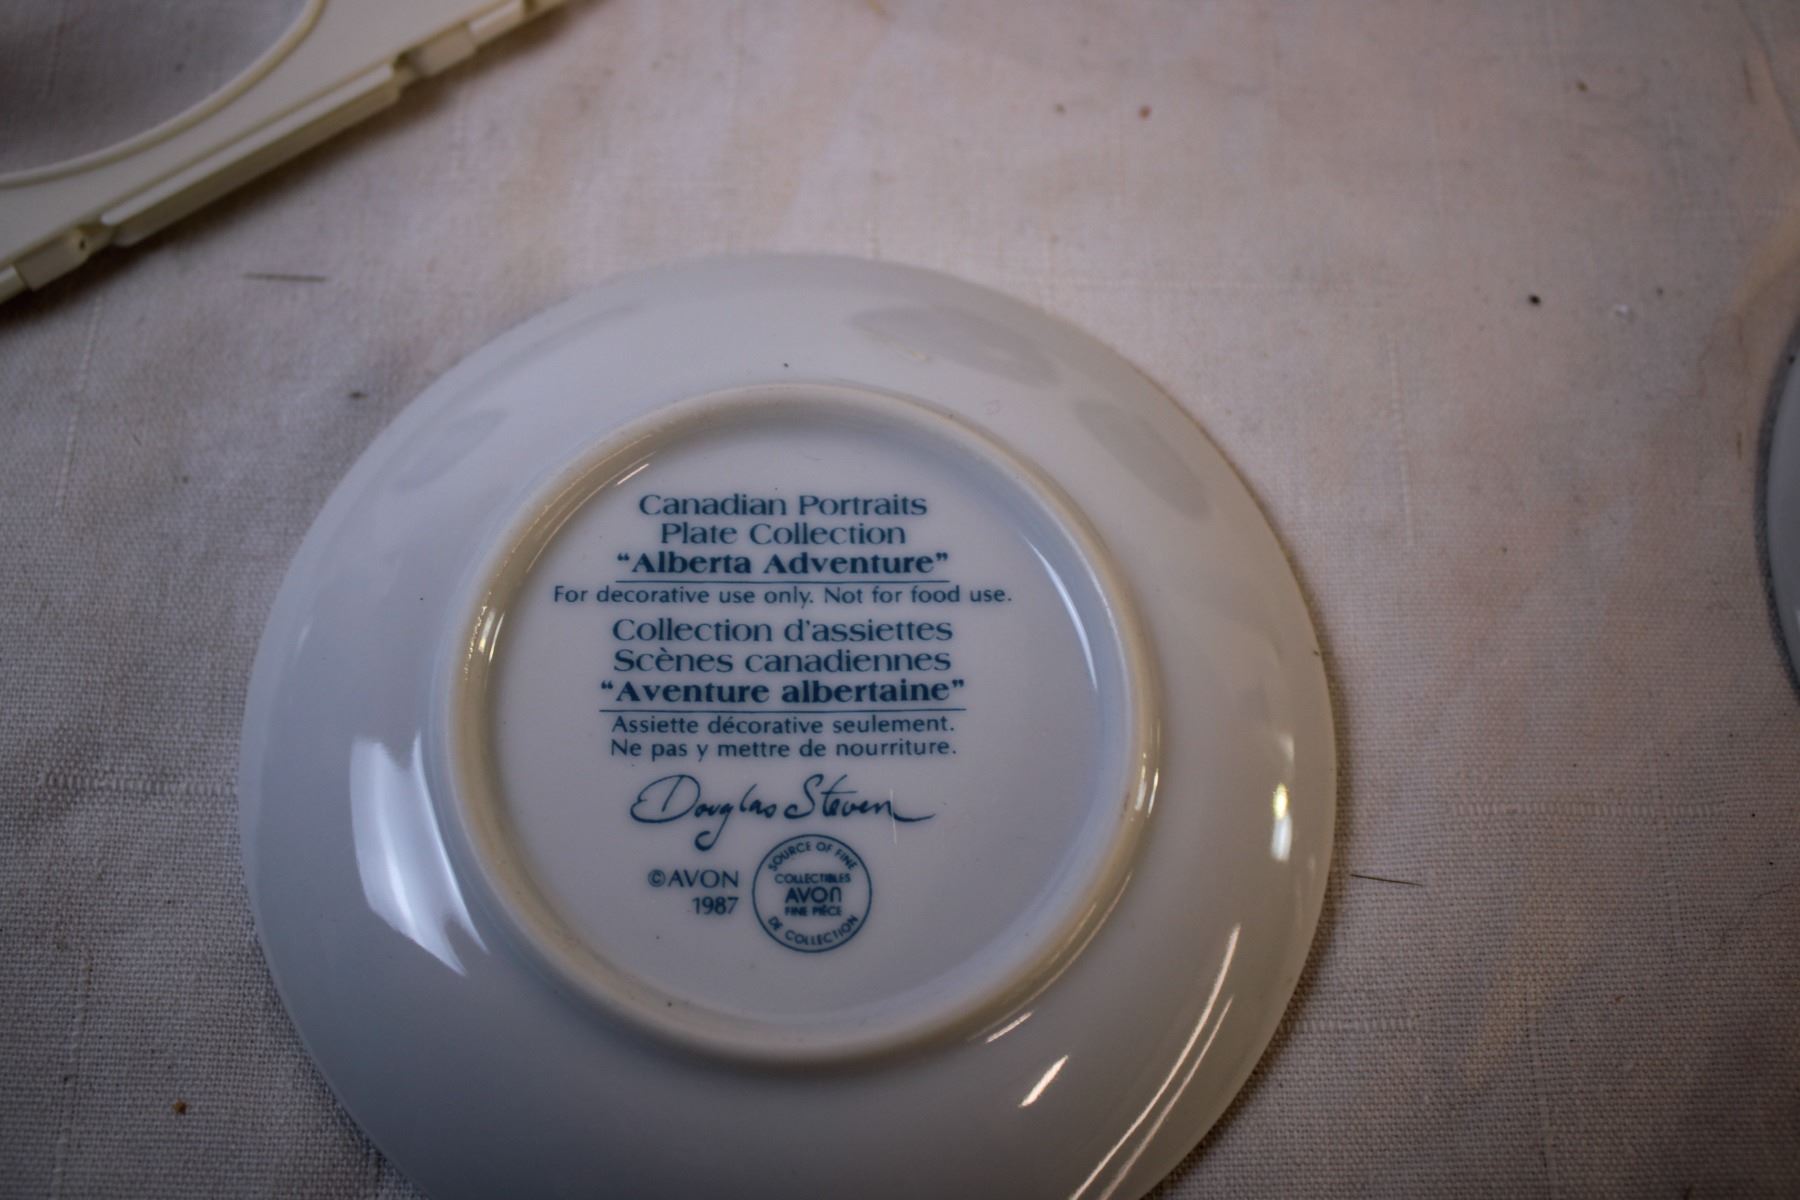 Canadian Portraits
Plate Collection
“Alberta Adventure”
For decorative use only. Not for food use.
Collection d'assiettes
Scènes canadiennes
“Aventure albertaine”
Assiette décorative seulement.
Ne pas y mettre de nourriture.
Douglas Steven
©AVON
1987
SOURCE OF FINE
COLLECTIBLES
AVON
FINE PIÈCE
DE COLLECTION